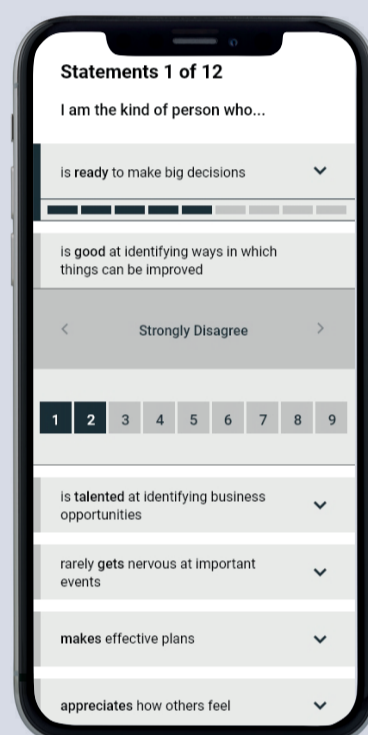 Statements 1 of 12
I am the kind of person who...
is ready to make big decisions
is good at identifying ways in which
things can be improved
Strongly Disagree
1 2 3 4 5 6 7 8 9
is talented at identifying business
opportunities
rarely gets nervous at important
events
makes effective plans
appreciates how others feel